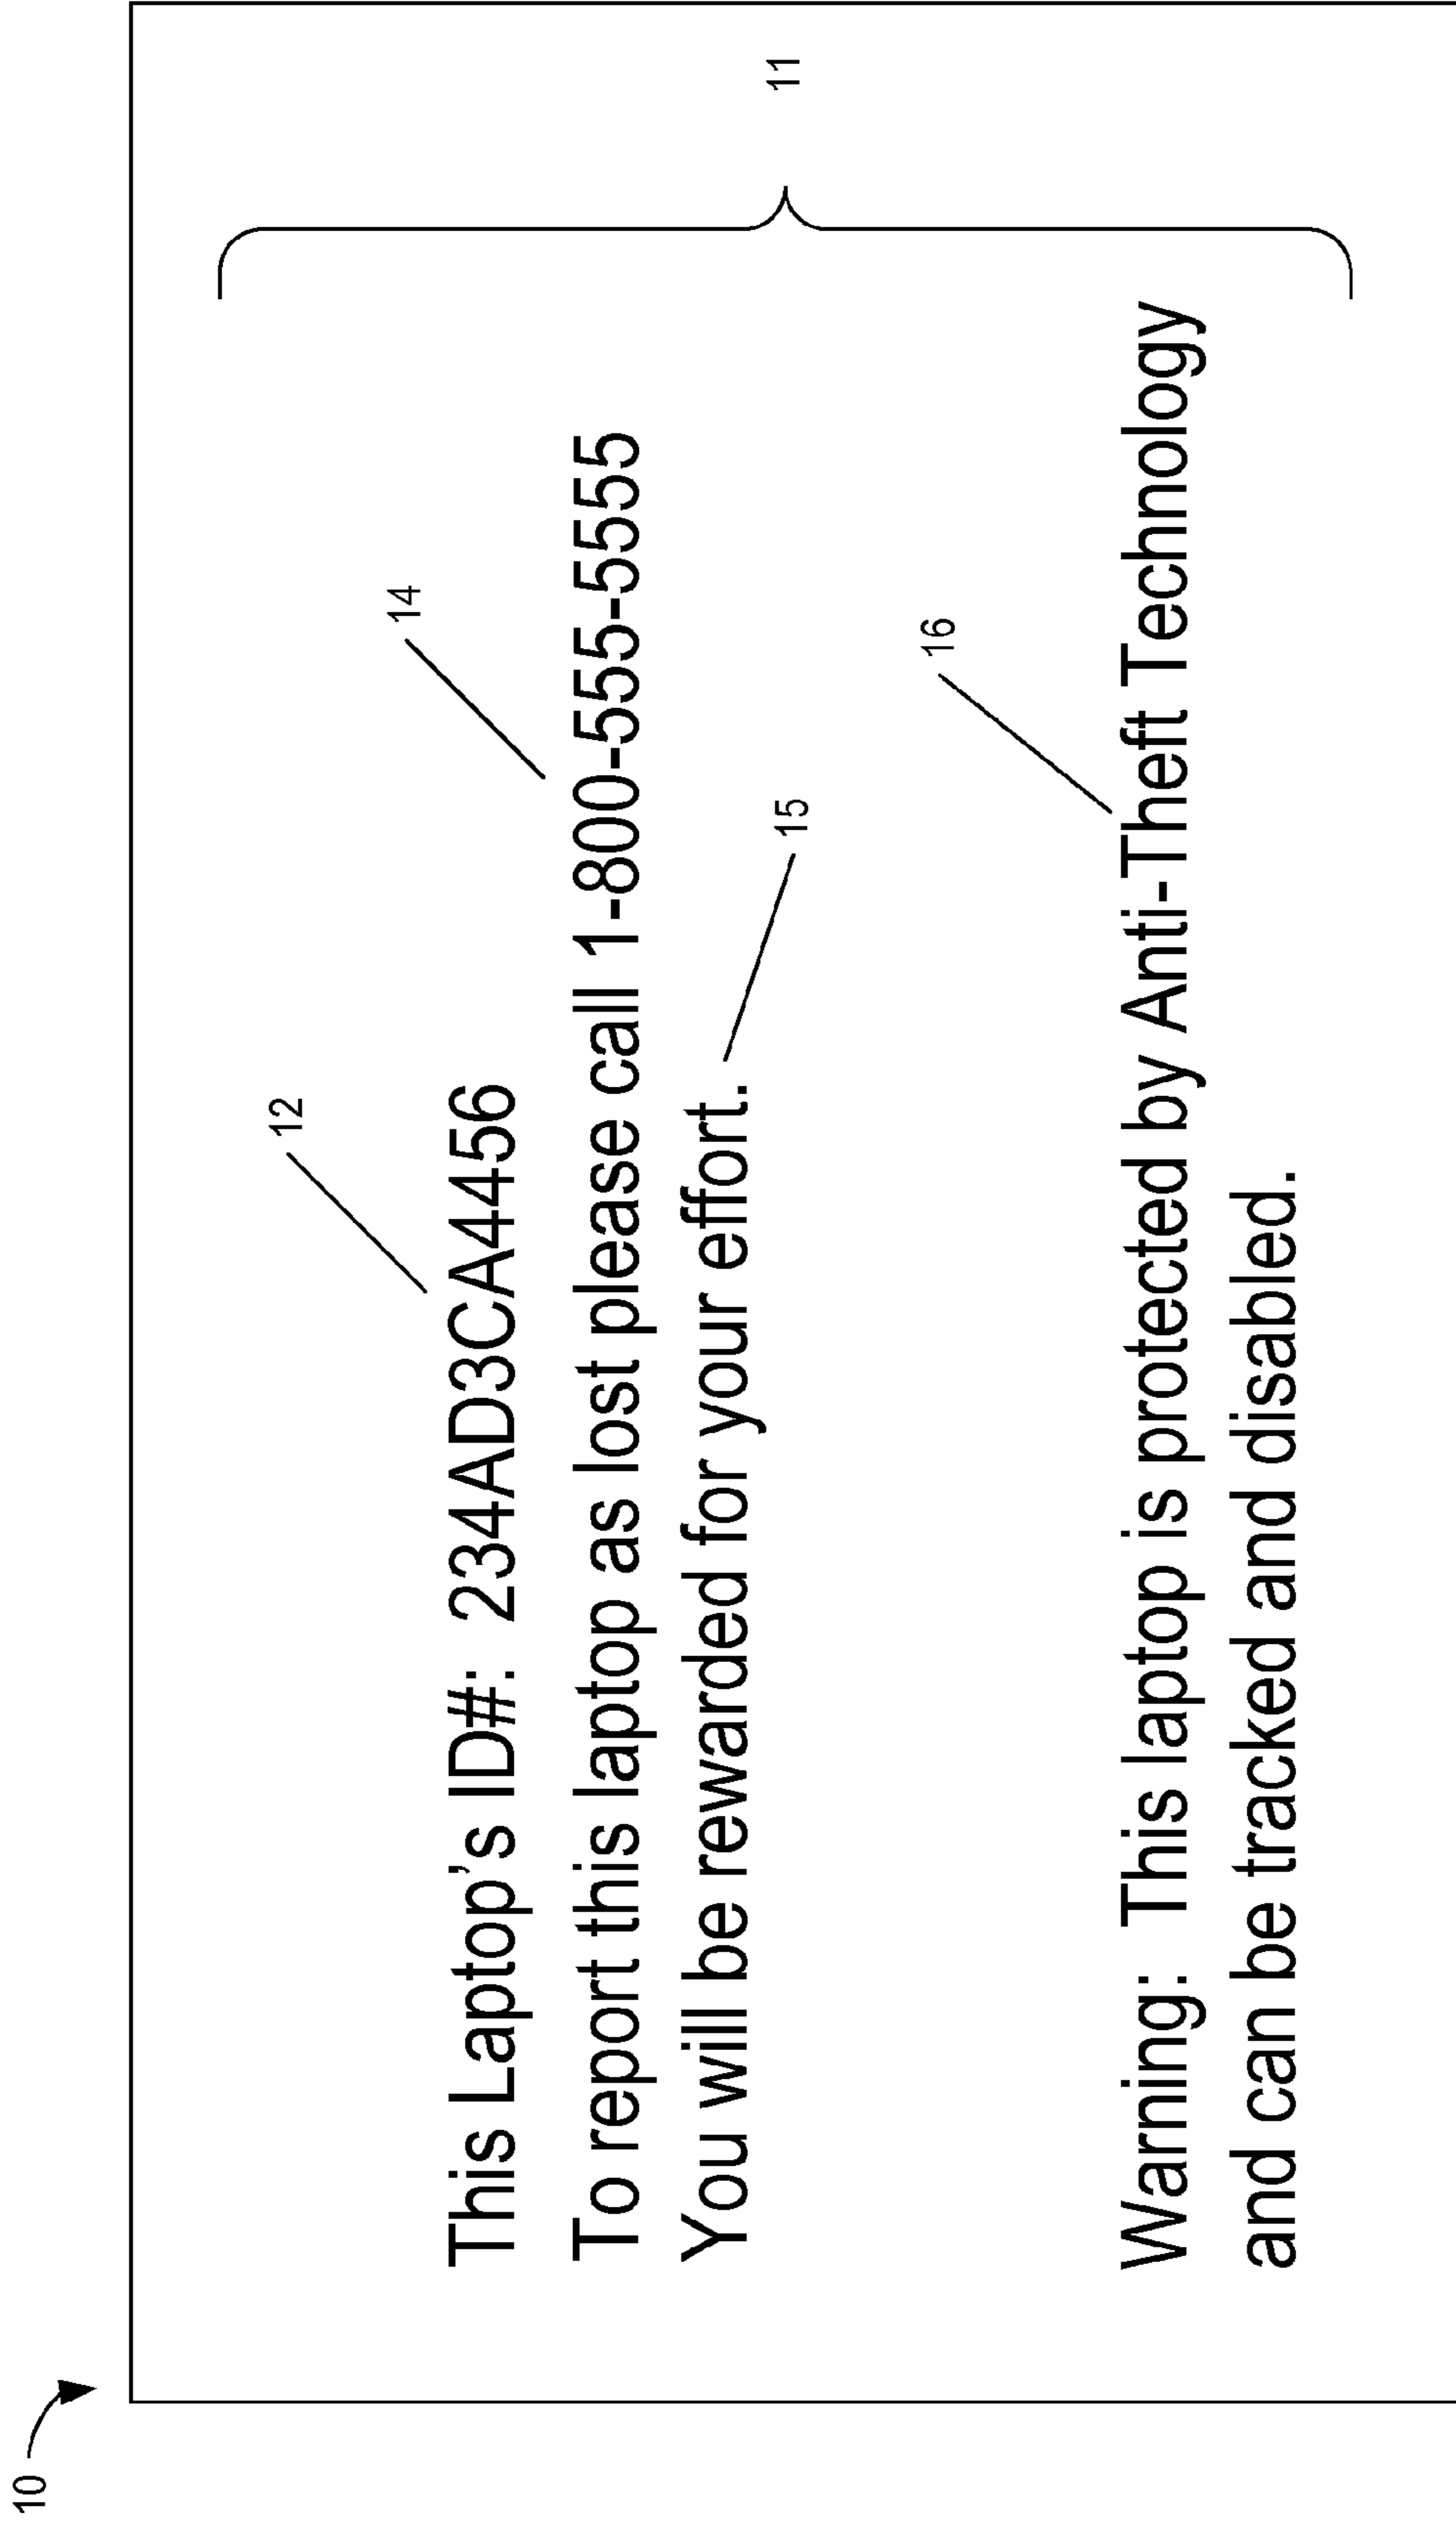 10
12
This Laptop’s ID#: 234AD3CA4456
14
To report this laptop as lost please call 1-800-555-5555
You will be rewarded for your effort.
15
11
16
Warning: This laptop is protected by Anti-Theft Technology
and can be tracked and disabled.